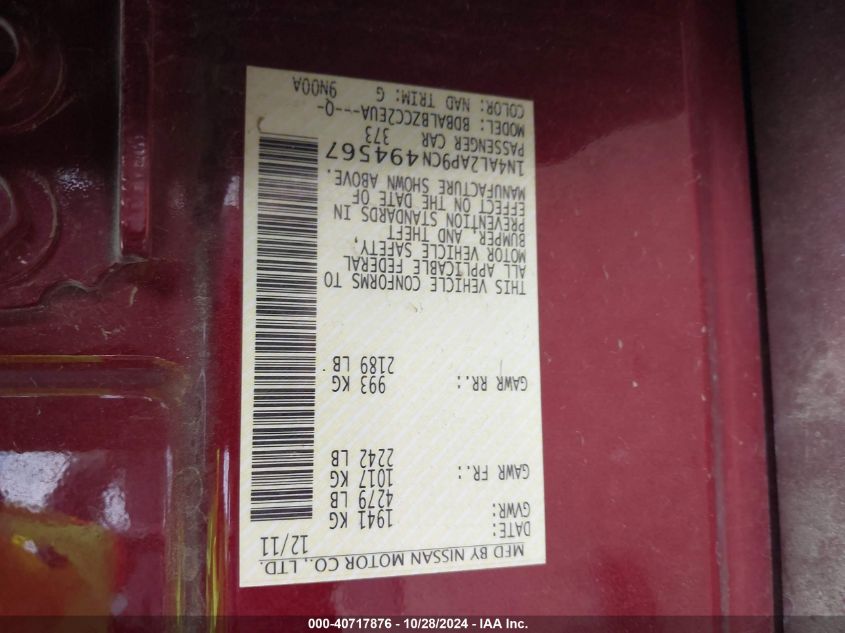 MFD BY NISSAN MOTOR CO., LTD.
DATE: 12/11
GVWR: 1941 KG
4279 LB
GAWR FR.: 1017 KG
2242 LB
GAWR RR.: 993 KG
2189 LB
THIS VEHICLE CONFORMS TO
ALL APPLICABLE FEDERAL
MOTOR VEHICLE SAFETY,
BUMPER, AND THEFT
PREVENTION STANDARDS IN
EFFECT ON THE DATE OF
MANUFACTURE SHOWN ABOVE.
1N4AL2AP9CN494567
PASSENGER CAR 373
MODEL: BDBALBZCC2EUA---Q-
COLOR: NAD TRIM: G 9N00A
000-40717876 - 10/28/2024 - IAA Inc.